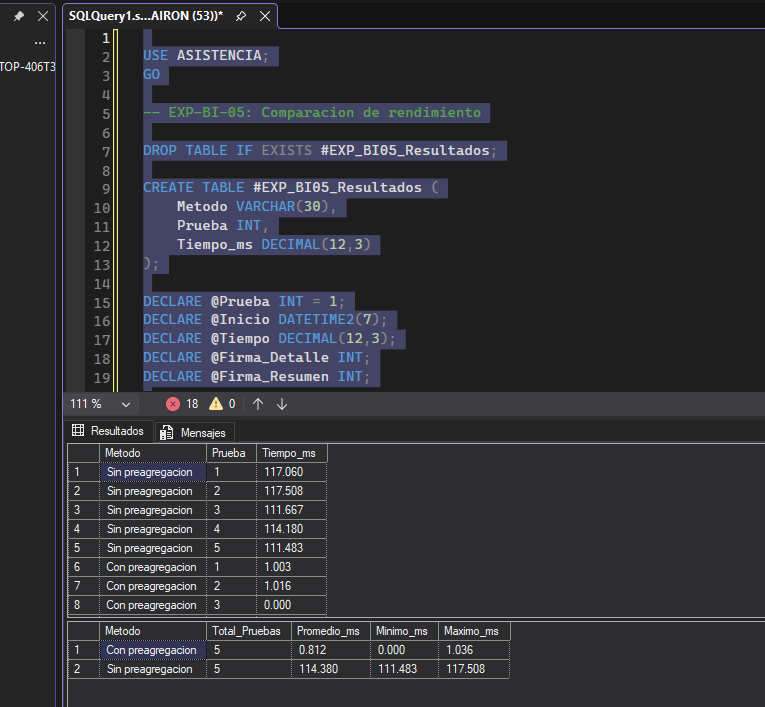 SQLQuery1.s...AIRON (53))*
...
TOP-406T3
1
2 USE ASISTENCIA;
3 GO
4
5 -- EXP-BI-05: Comparacion de rendimiento
6
7 DROP TABLE IF EXISTS #EXP_BI05_Resultados;
8
9 CREATE TABLE #EXP_BI05_Resultados (
10 Metodo VARCHAR(30),
11 Prueba INT,
12 Tiempo_ms DECIMAL(12,3)
13 );
14
15 DECLARE @Prueba INT = 1;
16 DECLARE @Inicio DATETIME2(7);
17 DECLARE @Tiempo DECIMAL(12,3);
18 DECLARE @Firma_Detalle INT;
19 DECLARE @Firma_Resumen INT;
111 % 18 0
Resultados Mensajes
Metodo Prueba Tiempo_ms
1 Sin preagregacion 1 117.060
2 Sin preagregacion 2 117.508
3 Sin preagregacion 3 111.667
4 Sin preagregacion 4 114.180
5 Sin preagregacion 5 111.483
6 Con preagregacion 1 1.003
7 Con preagregacion 2 1.016
8 Con preagregacion 3 0.000
Metodo Total_Pruebas Promedio_ms Minimo_ms Maximo_ms
1 Con preagregacion 5 0.812 0.000 1.036
2 Sin preagregacion 5 114.380 111.483 117.508